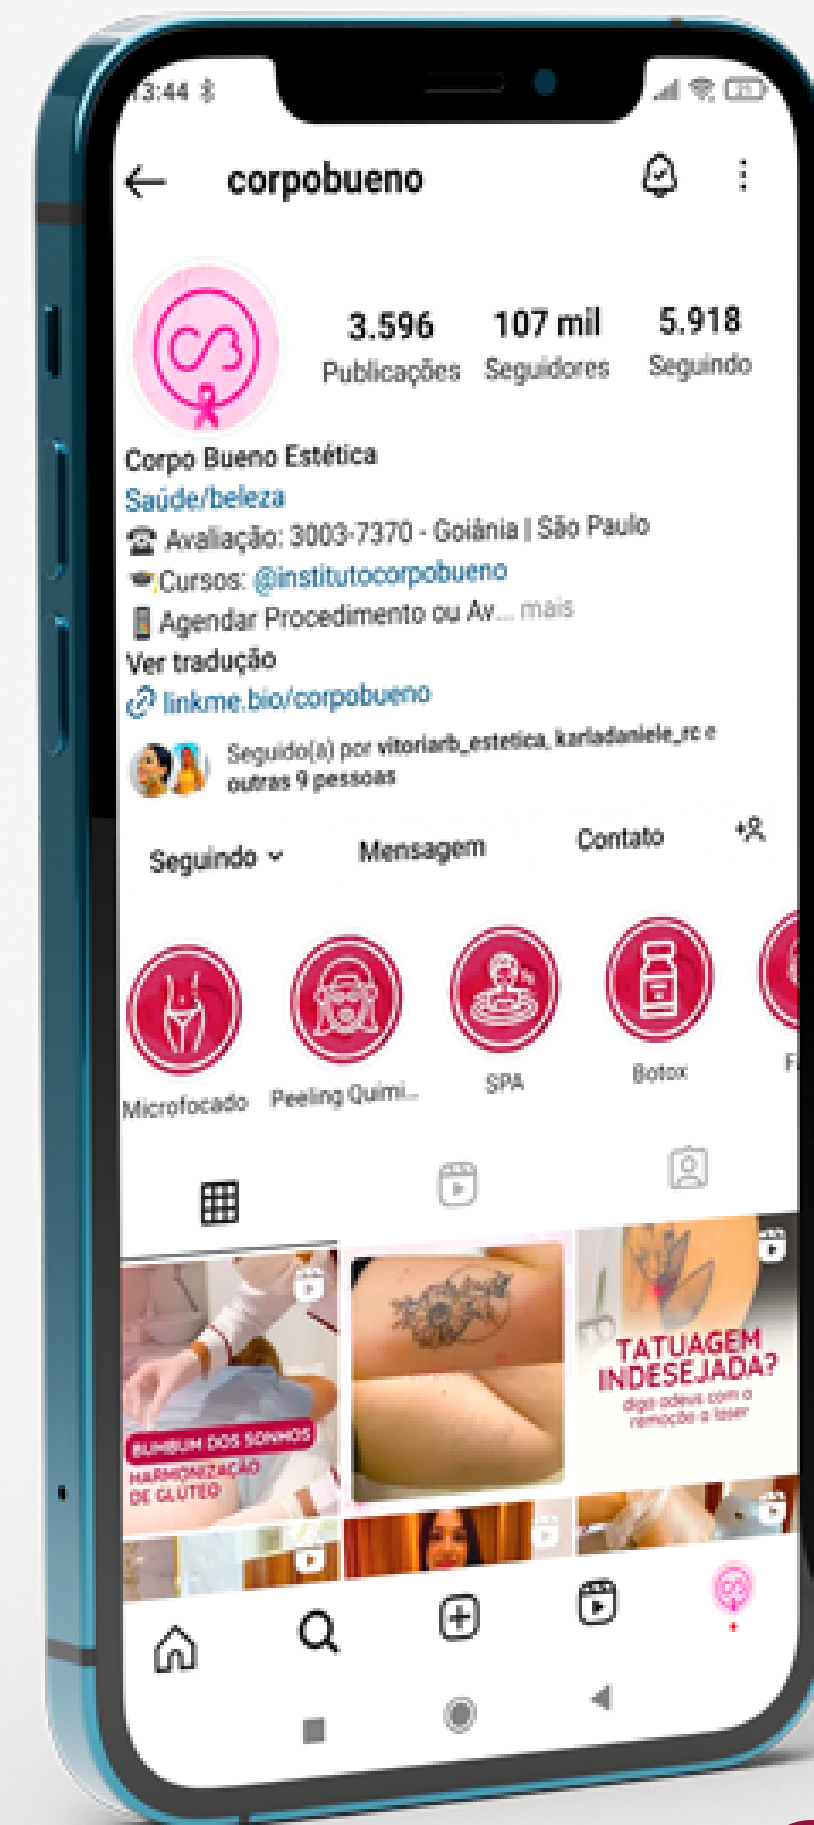 13:44
21
corpobueno
3.596 107 mil 5.918
Publicações Seguidores Seguindo
Corpo Bueno Estética
Saúde/beleza
Avaliação: 3003-7370 - Goiânia | São Paulo
Cursos: @institutocorpobueno
Agendar Procedimento ou Av... mais
Ver tradução
linkme.bio/corpobueno
Seguido(a) por vitoriarb_estetica, karladaniele_rc e
outras 9 pessoas
Seguindo Mensagem Contato
Microfocado Peeling Quími... SPA Botox F
BUMBUM DOS SONHOS
HARMONIZAÇÃO
DE GLÚTEO
TATUAGEM
INDESEJADA?
diga adeus com a
remoção a laser